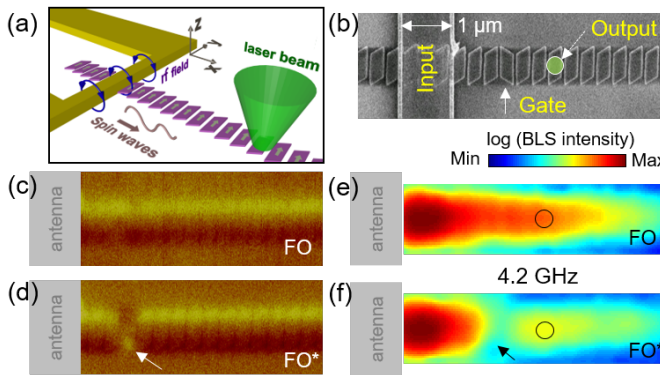 (a)
z
y
x
rf field
laser beam
Spin waves
(b)
1 µm
Output
Input
Gate
log (BLS intensity)
Min
Max
(c)
antenna
FO
(e)
antenna
FO
4.2 GHz
(d)
antenna
FO*
(f)
antenna
FO*